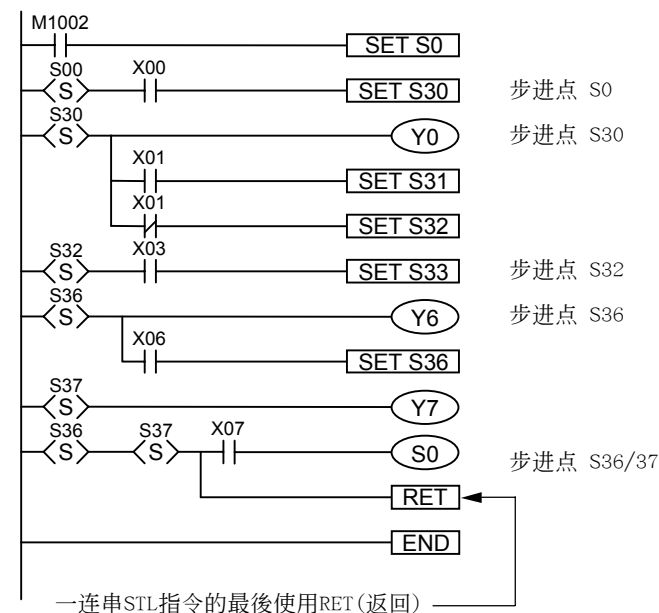 M1002
SET S0
S00 X00
S SET S30 步进点 S0
S30
S Y0 步进点 S30
X01
SET S31
X01
SET S32
S32 X03
S SET S33 步进点 S32
S36
S Y6 步进点 S36
X06
SET S36
S37
S Y7
S36 S37 X07
S S S0 步进点 S36/37
RET
END
一连串STL指令的最後使用RET(返回)